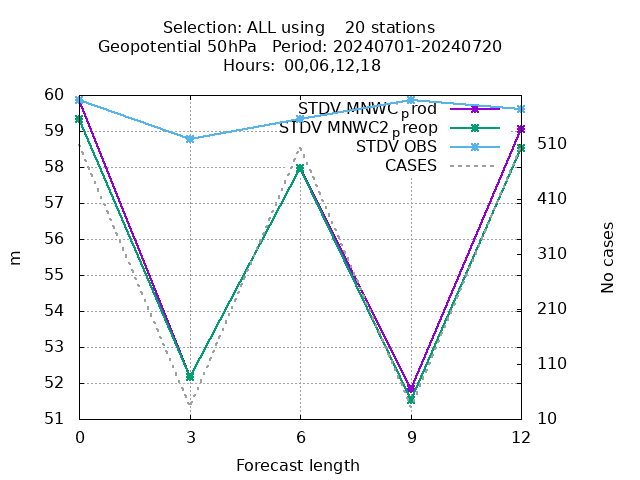 Selection: ALL using    20 stations
Geopotential 50hPa   Period: 20240701-20240720
Hours: 00,06,12,18
STDV MNWC_prod
STDV MNWC2_preop
STDV OBS
CASES
60
59
58
57
56
55
54
53
52
51
510
410
310
210
110
10
m
No cases
0 3 6 9 12
Forecast length